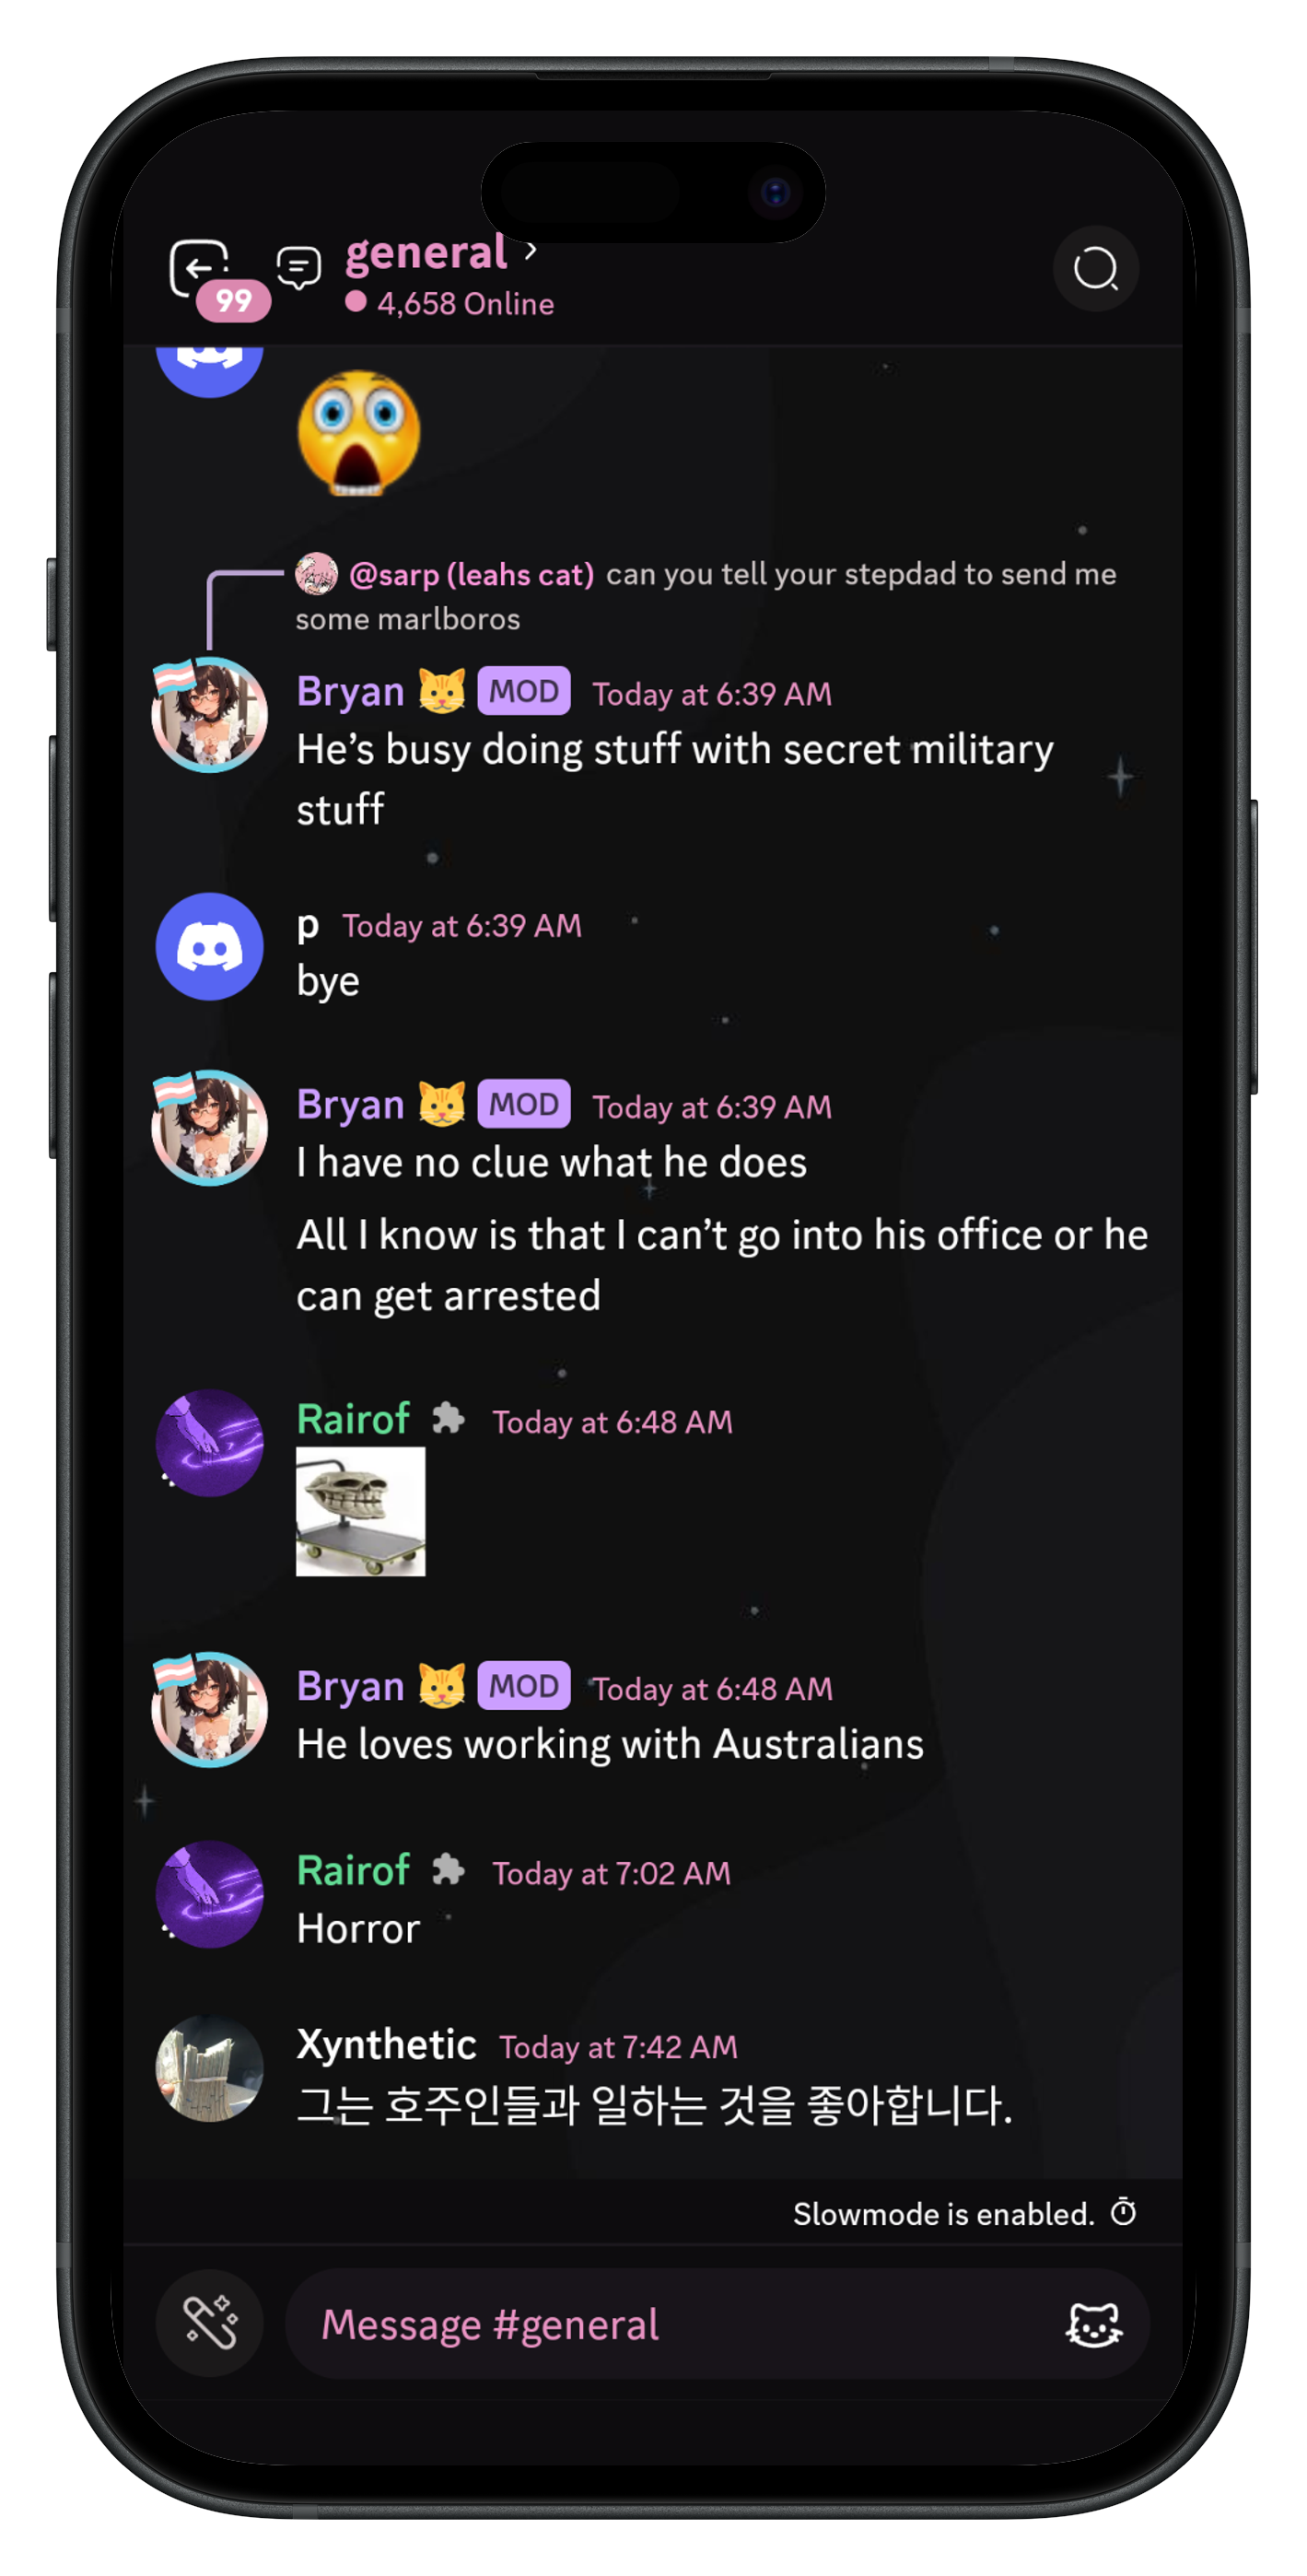 general ›
99
4,658 Online
@sarp (leahs cat) can you tell your stepdad to send me
some marlboros
Bryan 🐱 MOD Today at 6:39 AM
He’s busy doing stuff with secret military
stuff
p Today at 6:39 AM
bye
Bryan 🐱 MOD Today at 6:39 AM
I have no clue what he does
All I know is that I can’t go into his office or he
can get arrested
Rairof Today at 6:48 AM
Bryan 🐱 MOD Today at 6:48 AM
He loves working with Australians
Rairof Today at 7:02 AM
Horror
Xynthetic Today at 7:42 AM
그는 호주인들과 일하는 것을 좋아합니다.
Slowmode is enabled.
Message #general